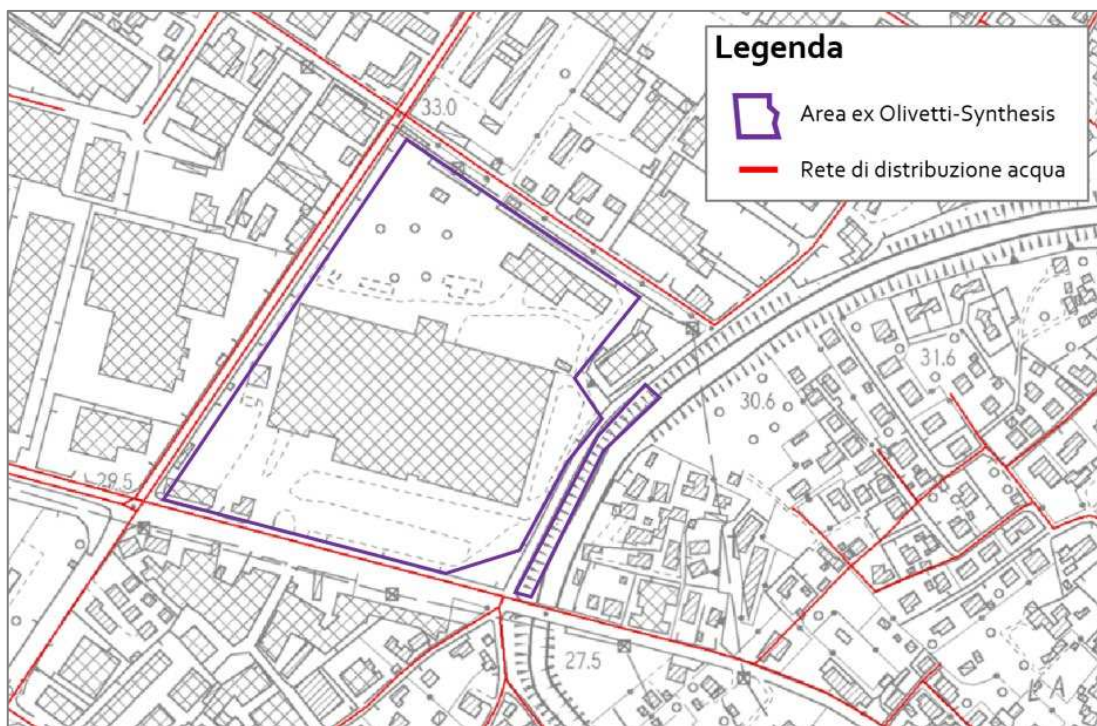 Legenda
Area ex Olivetti-Synthesis
Rete di distribuzione acqua
33.0
31.6
30.6
29.5
27.5
L A